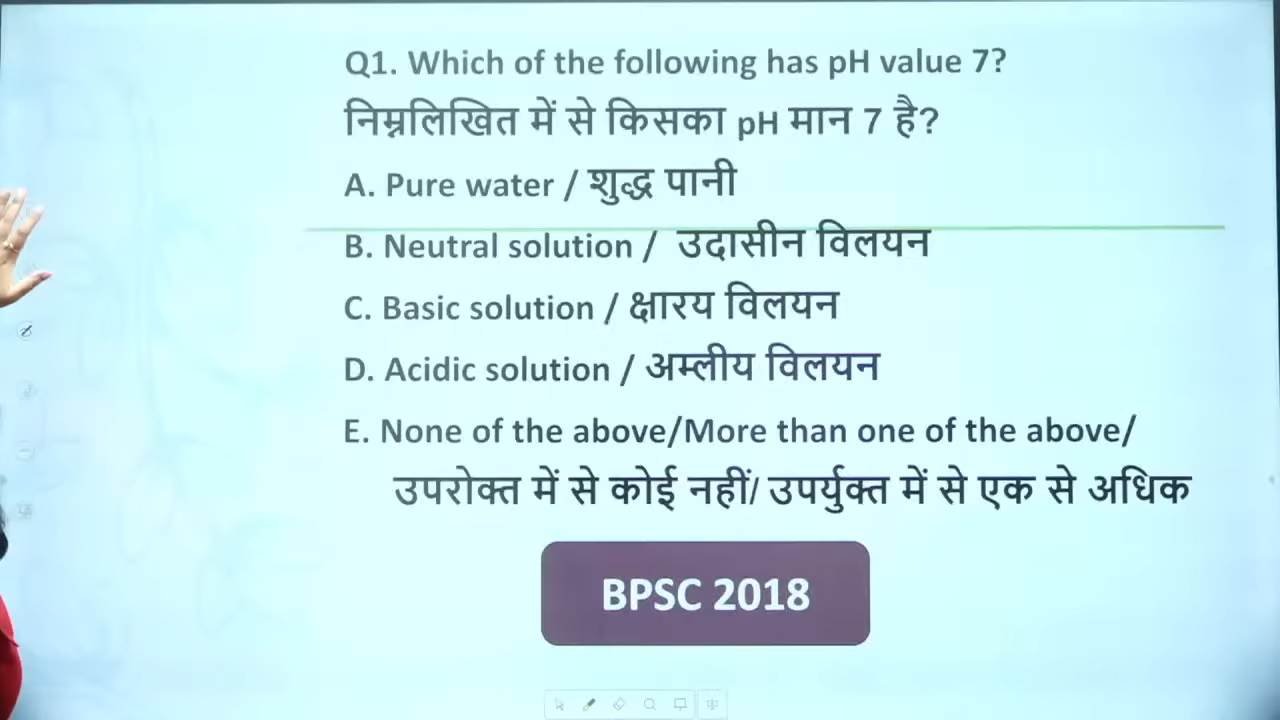 Q1. Which of the following has pH value 7?
निम्नलिखित में से किसका pH मान 7 है?
A. Pure water / शुद्ध पानी
B. Neutral solution / उदासीन विलयन
C. Basic solution / क्षारय विलयन
D. Acidic solution / अम्लीय विलयन
E. None of the above/More than one of the above/
उपरोक्त में से कोई नहीं/ उपर्युक्त में से एक से अधिक
BPSC 2018